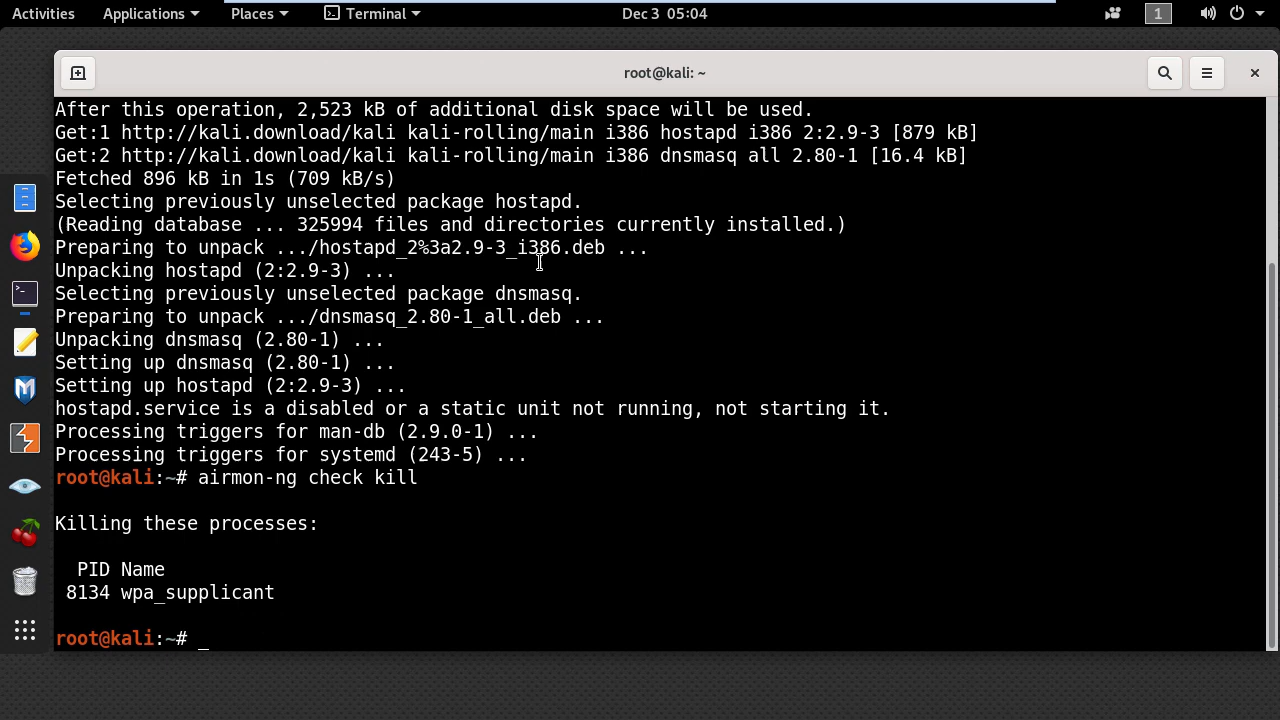 Activities Applications Places Terminal Dec 3 05:04 1
root@kali: ~
After this operation, 2,523 kB of additional disk space will be used.
Get:1 http://kali.download/kali kali-rolling/main i386 hostapd i386 2:2.9-3 [879 kB]
Get:2 http://kali.download/kali kali-rolling/main i386 dnsmasq all 2.80-1 [16.4 kB]
Fetched 896 kB in 1s (709 kB/s)
Selecting previously unselected package hostapd.
(Reading database ... 325994 files and directories currently installed.)
Preparing to unpack .../hostapd_2%3a2.9-3_i386.deb ...
Unpacking hostapd (2:2.9-3) ...
Selecting previously unselected package dnsmasq.
Preparing to unpack .../dnsmasq_2.80-1_all.deb ...
Unpacking dnsmasq (2.80-1) ...
Setting up dnsmasq (2.80-1) ...
Setting up hostapd (2:2.9-3) ...
hostapd.service is a disabled or a static unit not running, not starting it.
Processing triggers for man-db (2.9.0-1) ...
Processing triggers for systemd (243-5) ...
root@kali:~# airmon-ng check kill
Killing these processes:
PID Name
8134 wpa_supplicant
root@kali:~# _